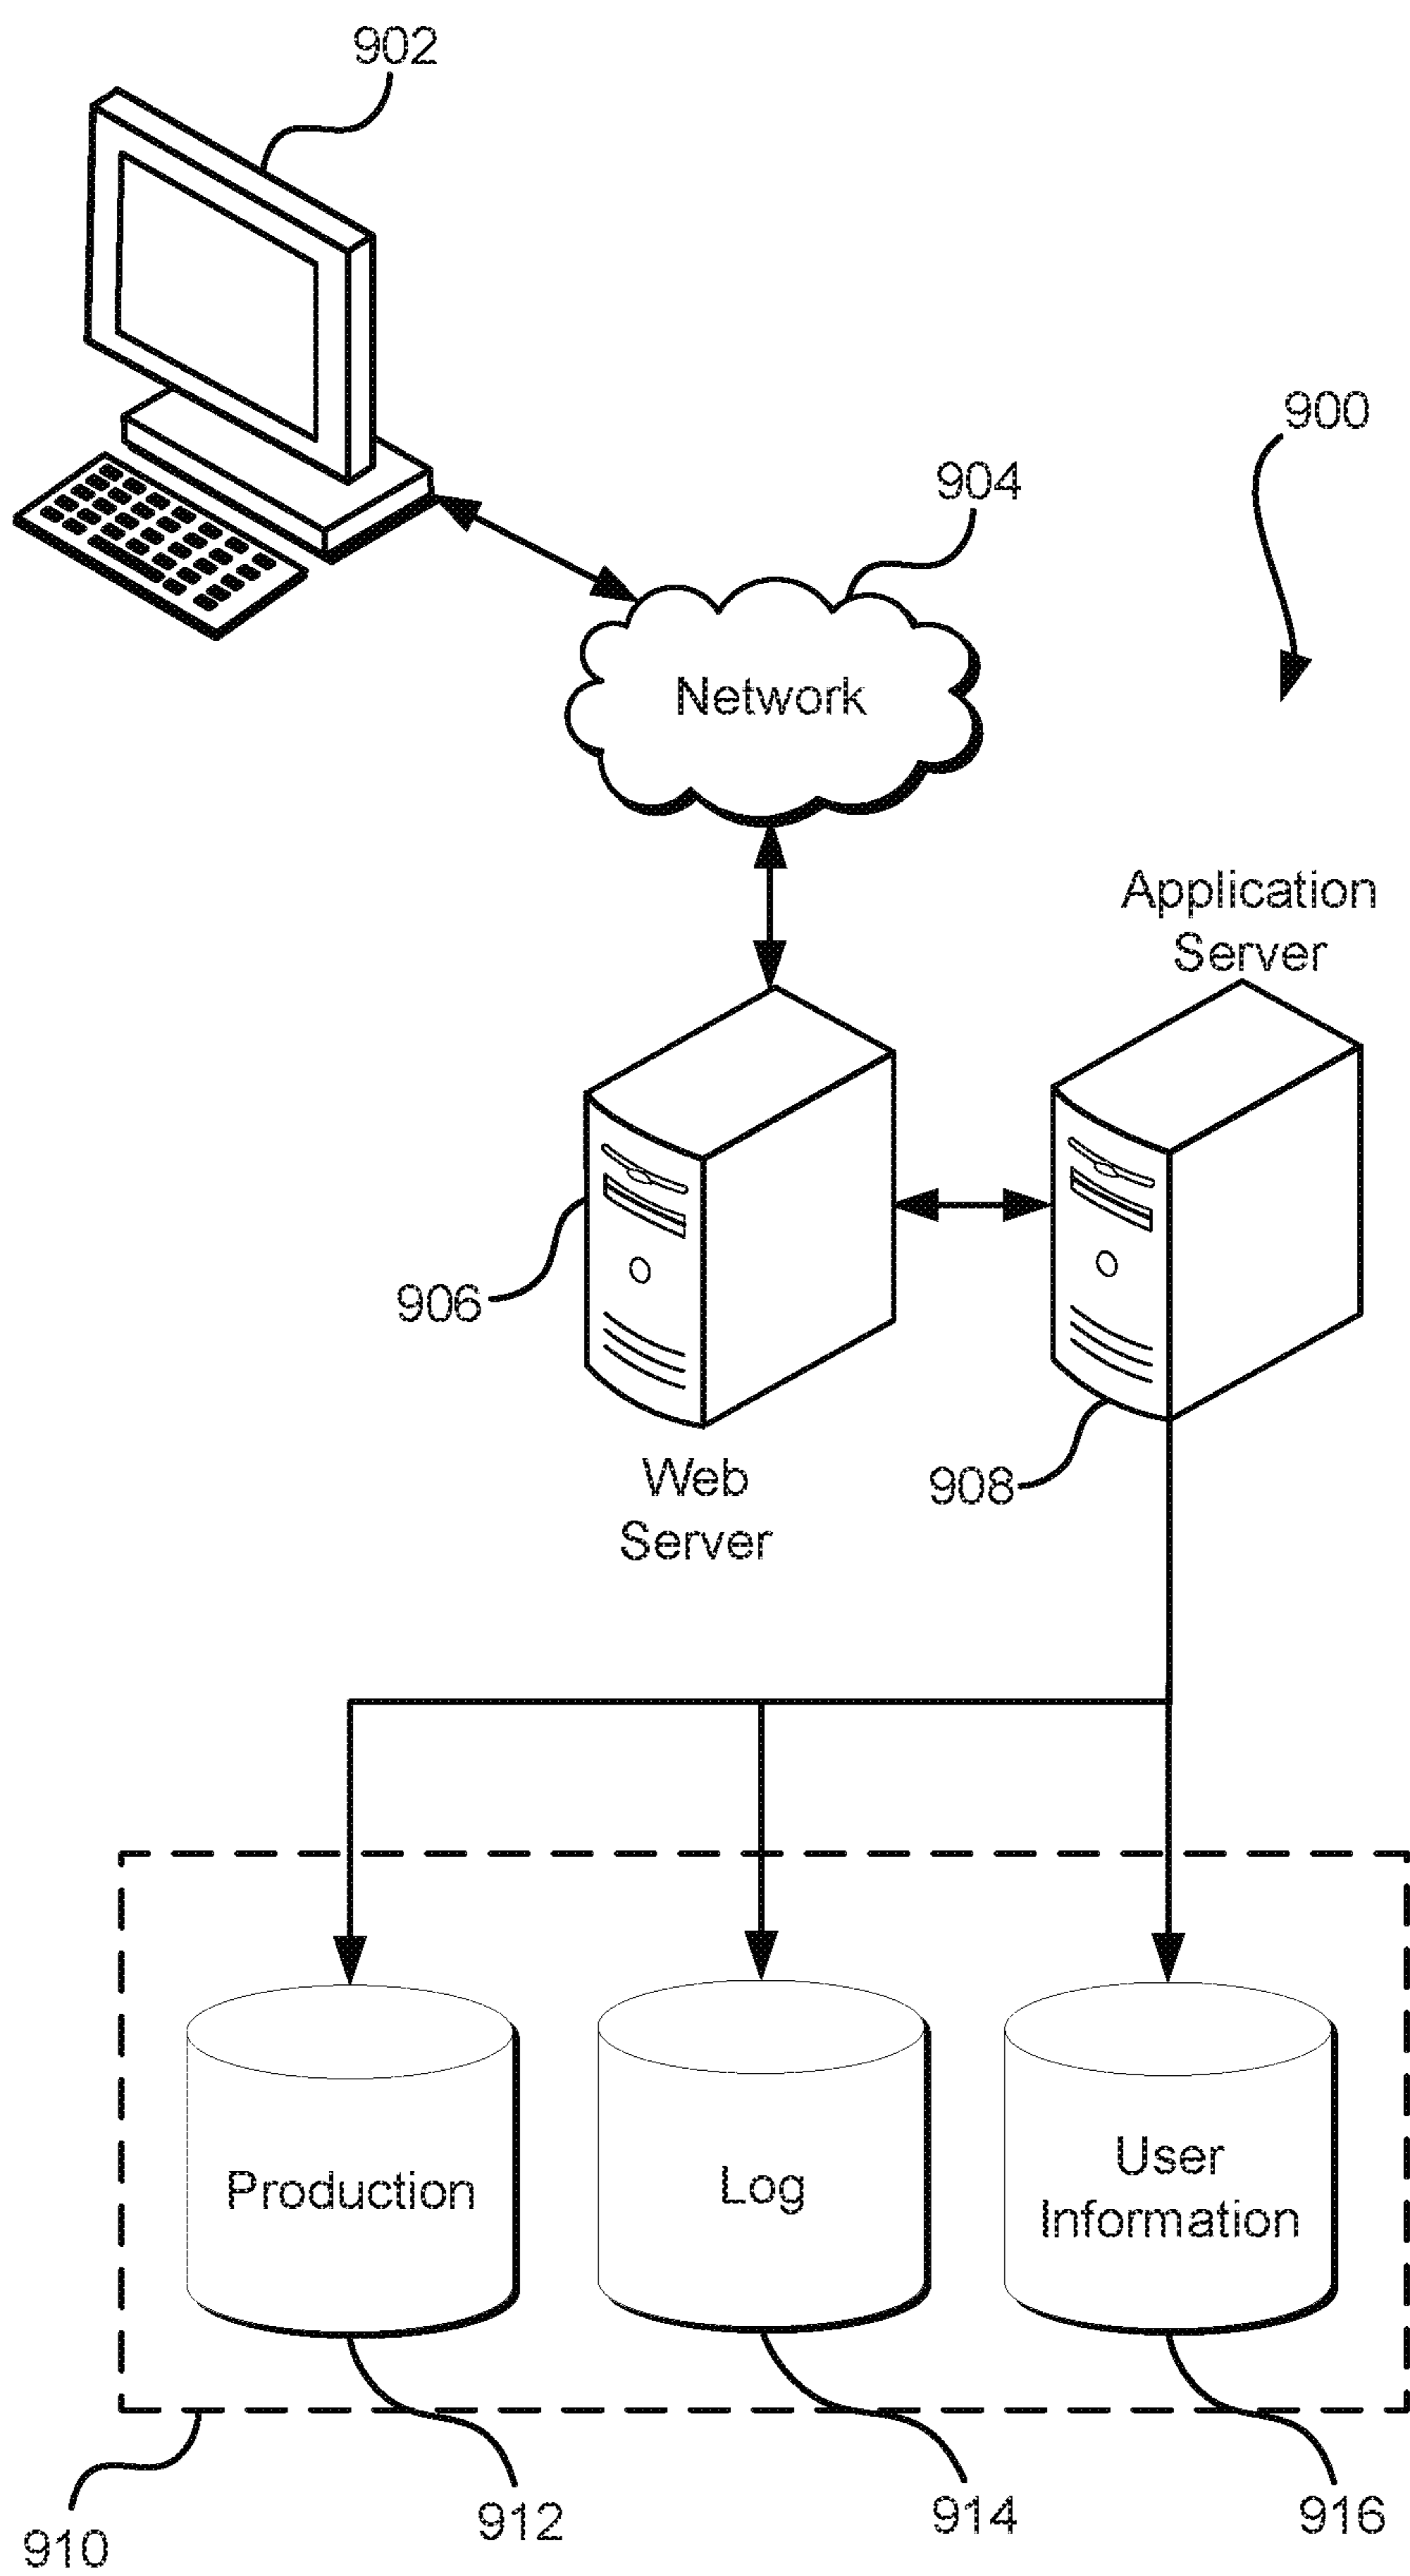 902
900
904
Network
Application
Server
906
Web
Server
908
Production
Log
User
Information
910
912
914
916